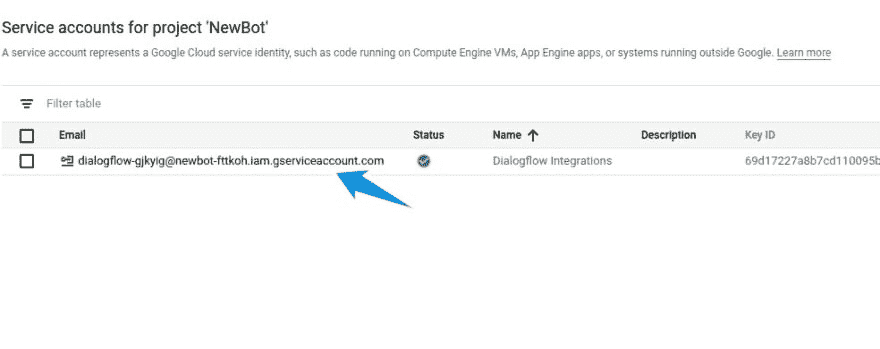 Service accounts for project 'NewBot'
A service account represents a Google Cloud service identity, such as code running on Compute Engine VMs, App Engine apps, or systems running outside Google. Learn more
Filter table
Email Status Name Description Key ID
dialogflow-gjkyig@newbot-fttkoh.iam.gserviceaccount.com Dialogflow Integrations 69d17227a8b7cd110095b